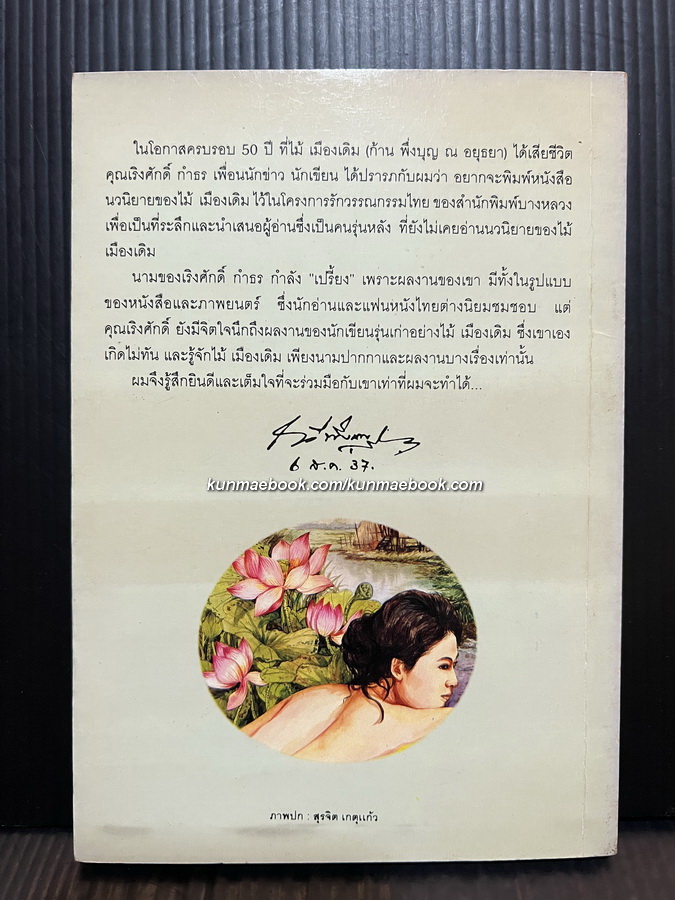 ในโอกาสครบรอบ 50 ปี ที่ไม้ เมืองเดิม (ก้าน พึ่งบุญ ณ อยุธยา) ได้เสียชีวิต
คุณเริงศักดิ์ กำธร เพื่อนนักข่าว นักเขียน ได้ปรารภกับผมว่า อยากจะพิมพ์หนังสือ
นวนิยายของไม้ เมืองเดิม ไว้ในโครงการรักวรรณกรรมไทย ของสำนักพิมพ์บางหลวง
เพื่อเป็นที่ระลึกและนำเสนอผู้อ่านซึ่งเป็นคนรุ่นหลัง ที่ยังไม่เคยอ่านนวนิยายของไม้
เมืองเดิม
นามของเริงศักดิ์ กำธร กำลัง "เปรี้ยง" เพราะผลงานของเขา มีทั้งในรูปแบบ
ของหนังสือและภาพยนตร์ ซึ่งนักอ่านและแฟนหนังไทยต่างนิยมชมชอบ แต่
คุณเริงศักดิ์ ยังมีจิตใจนึกถึงผลงานของนักเขียนรุ่นเก่าอย่างไม้ เมืองเดิม ซึ่งเขาเอง
เกิดไม่ทัน และรู้จักไม้ เมืองเดิม เพียงนามปากกาและผลงานบางเรื่องเท่านั้น
ผมจึงรู้สึกยินดีและเต็มใจที่จะร่วมมือกับเขาเท่าที่ผมจะทำได้...
6 ส.ค. 37.
kunmaebook.com/kunmaebook.com
ภาพปก : สุรจิต เกตุแก้ว